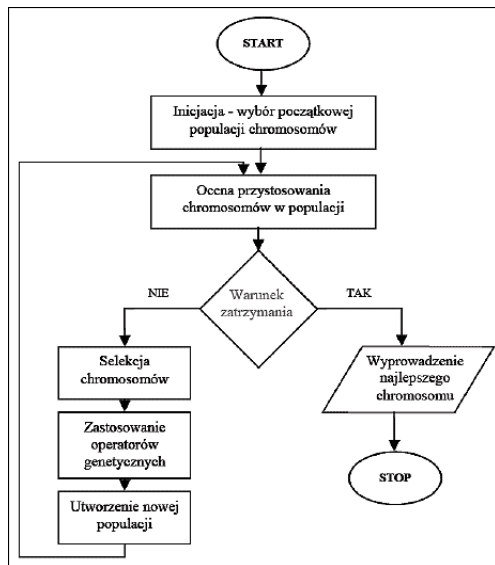 START
Inicjacja - wybór początkowej
populacji chromosomów
Ocena przystosowania
chromosomów w populacji
Warunek
zatrzymania
NIE
TAK
Selekcja
chromosomów
Zastosowanie
operatorów
genetycznych
Utworzenie nowej
populacji
Wyprowadzenie
najlepszego
chromosomu
STOP